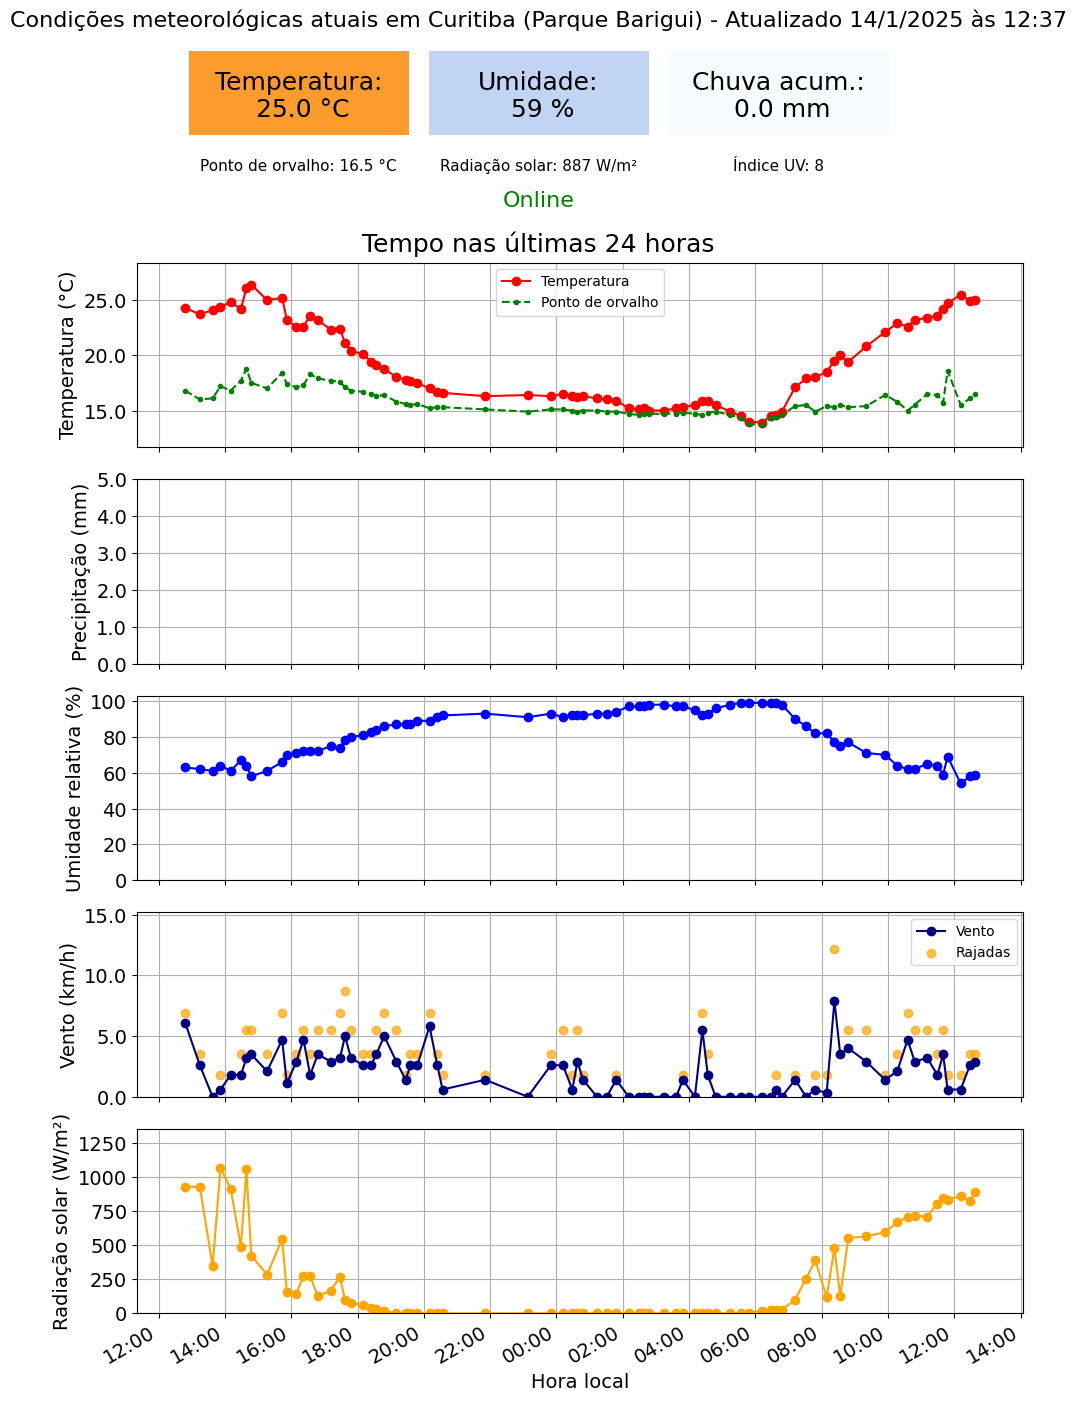 Condições meteorológicas atuais em Curitiba (Parque Barigui) - Atualizado 14/1/2025 às 12:37
Temperatura:
25.0 °C
Umidade:
59 %
Chuva acum.:
0.0 mm
Ponto de orvalho: 16.5 °C
Radiação solar: 887 W/m²
Índice UV: 8
Online
Tempo nas últimas 24 horas
Temperatura (°C)
25.0
20.0
15.0
Temperatura
Ponto de orvalho
Precipitação (mm)
5.0
4.0
3.0
2.0
1.0
0.0
Umidade relativa (%)
100
80
60
40
20
0
Vento (km/h)
15.0
10.0
5.0
0.0
Vento
Rajadas
Radiação solar (W/m²)
1250
1000
750
500
250
0
12:00
14:00
16:00
18:00
20:00
22:00
00:00
02:00
04:00
06:00
08:00
10:00
12:00
14:00
Hora local